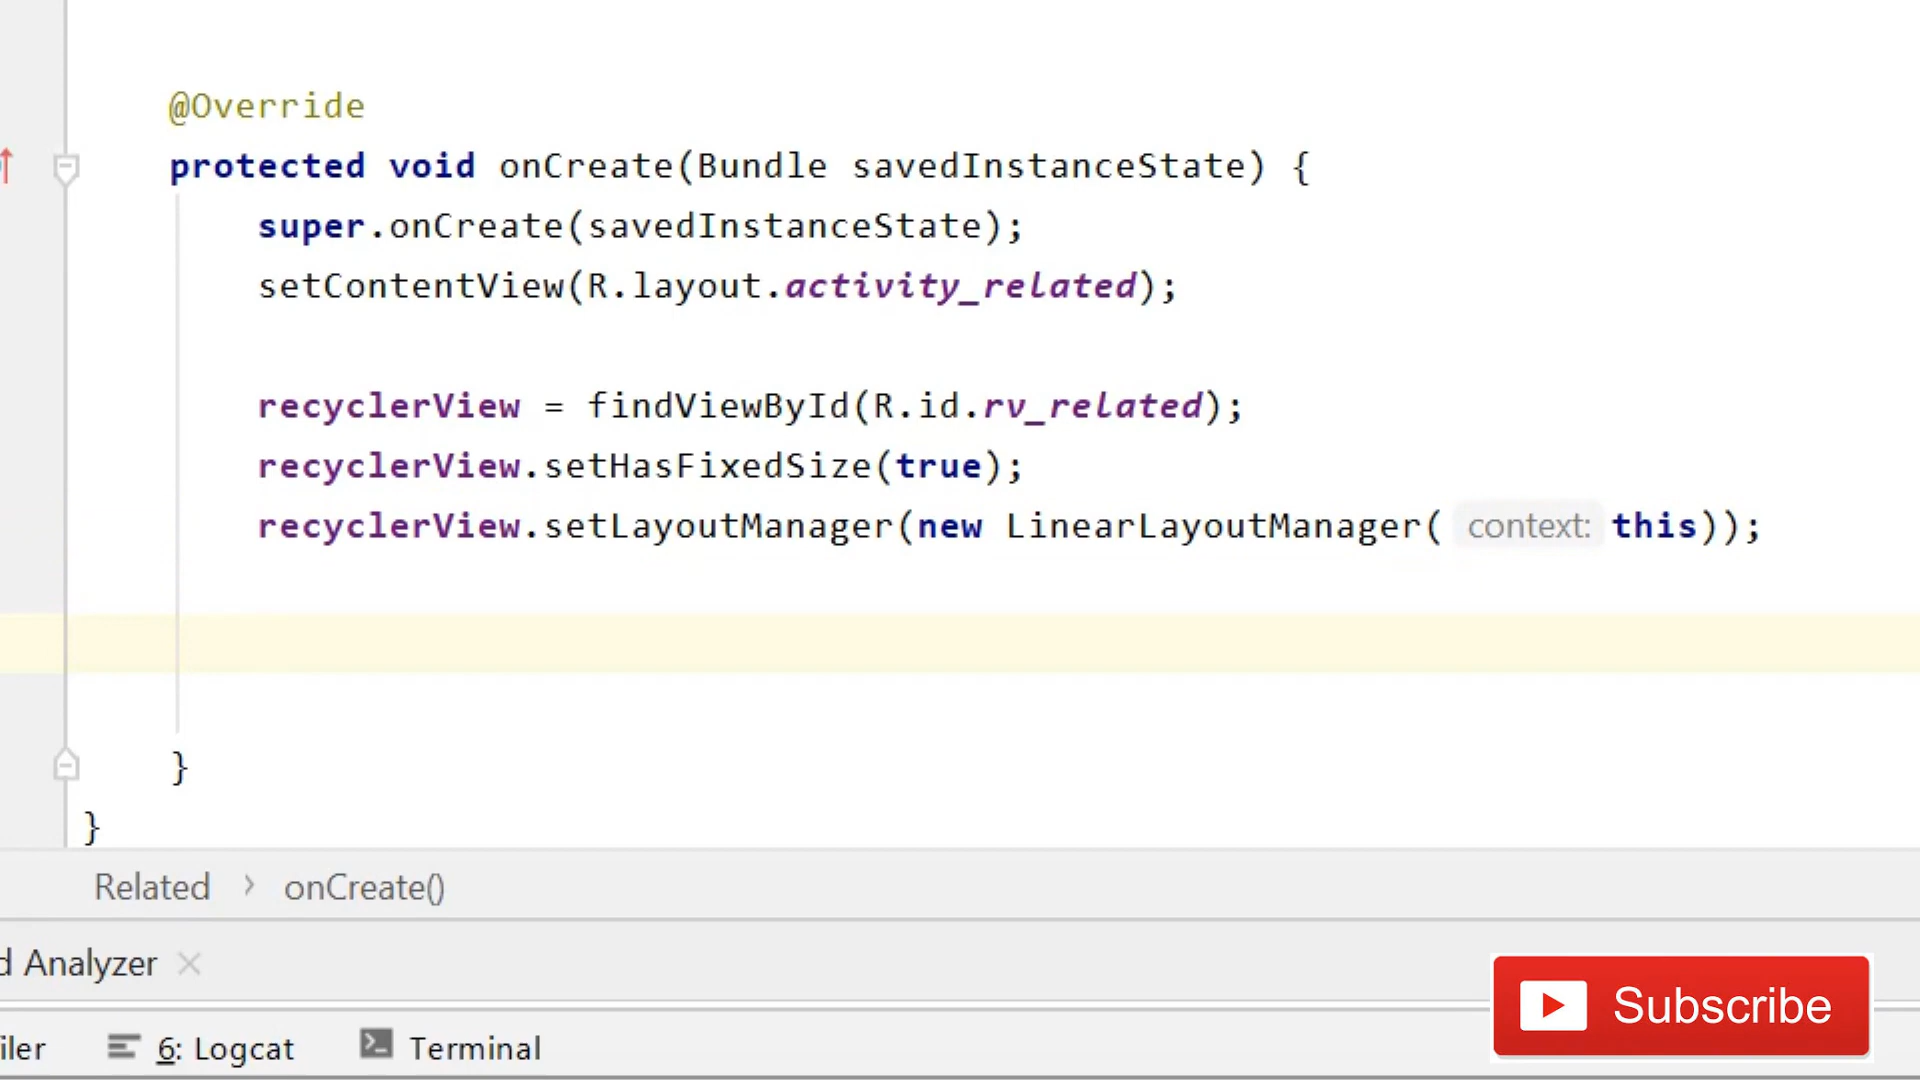 @Override
protected void onCreate(Bundle savedInstanceState) {
super.onCreate(savedInstanceState);
setContentView(R.layout.activity_related);
recyclerView = findViewById(R.id.rv_related);
recyclerView.setHasFixedSize(true);
recyclerView.setLayoutManager(new LinearLayoutManager( context: this));
}
}
Related › onCreate()
d Analyzer ×
iler 6: Logcat Terminal
Subscribe